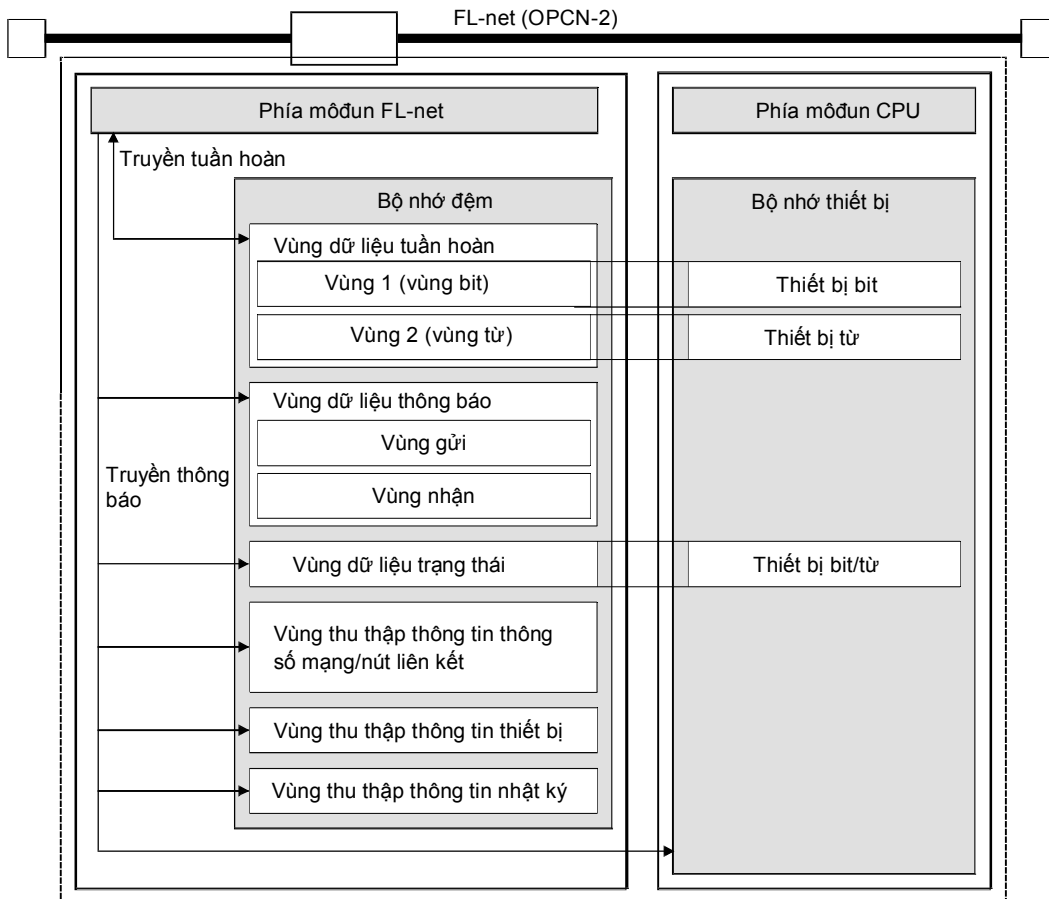 FL-net (OPCN-2)
Phía môđun FL-net
Phía môđun CPU
Truyền tuần hoàn
Bộ nhớ đệm
Bộ nhớ thiết bị
Vùng dữ liệu tuần hoàn
Vùng 1 (vùng bit)
Thiết bị bit
Vùng 2 (vùng từ)
Thiết bị từ
Vùng dữ liệu thông báo
Vùng gửi
Truyền thông
báo
Vùng nhận
Vùng dữ liệu trạng thái
Thiết bị bit/từ
Vùng thu thập thông tin thông
số mạng/nút liên kết
Vùng thu thập thông tin thiết bị
Vùng thu thập thông tin nhật ký